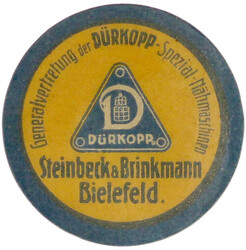 Generalvertretung der DÜRKOPP-Spezial-Nähmaschinen
D
DÜRKOPP
Steinbeck & Brinkmann
Bielefeld.